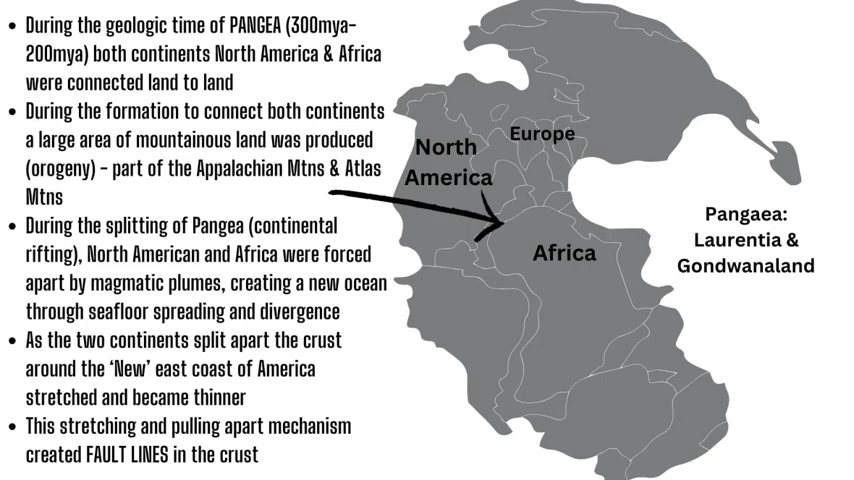 • During the geologic time of PANGEA (300mya-
200mya) both continents North America & Africa
were connected land to land
• During the formation to connect both continents
a large area of mountainous land was produced
(orogeny) - part of the Appalachian Mtns & Atlas
Mtns
• During the splitting of Pangea (continental
rifting), North American and Africa were forced
apart by magmatic plumes, creating a new ocean
through seafloor spreading and divergence
• As the two continents split apart the crust
around the ‘New’ east coast of America
stretched and became thinner
• This stretching and pulling apart mechanism
created FAULT LINES in the crust
North
America
Europe
Africa
Pangaea:
Laurentia &
Gondwanaland